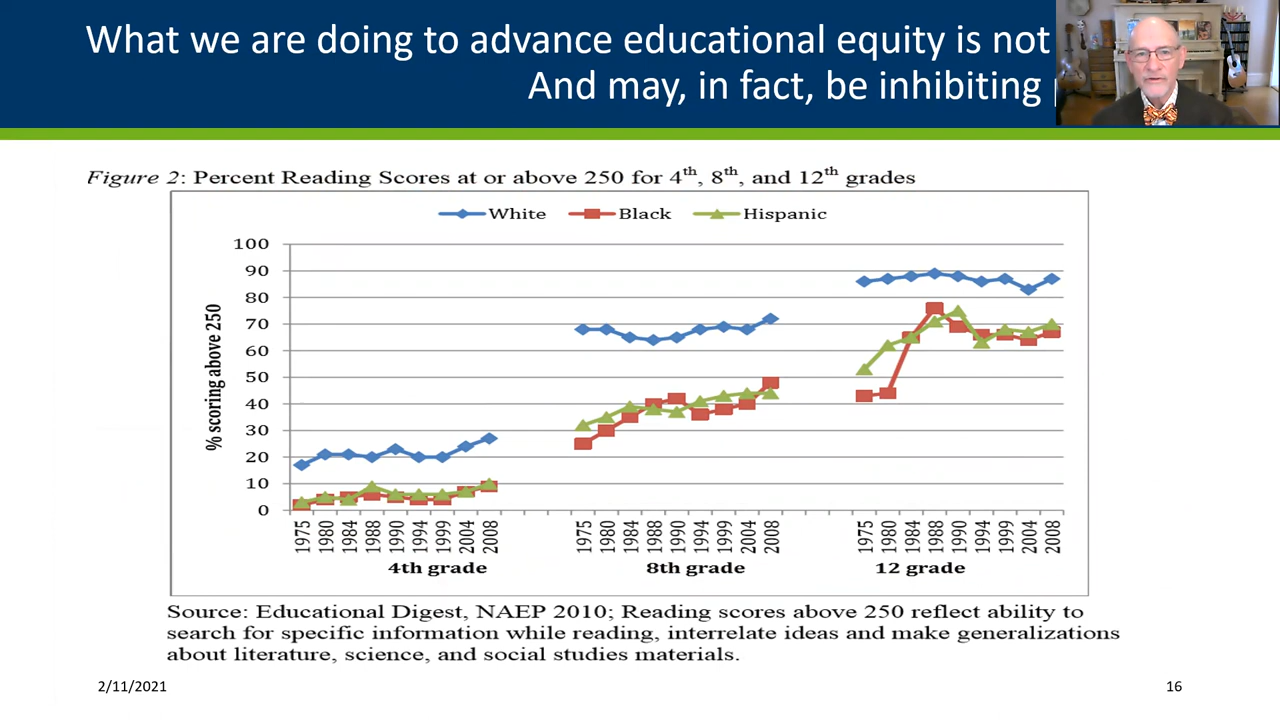 What we are doing to advance educational equity is not
And may, in fact, be inhibiting
Figure 2: Percent Reading Scores at or above 250 for 4th, 8th, and 12th grades
White Black Hispanic
% scoring above 250
100
90
80
70
60
50
40
30
20
10
0
1975 1980 1984 1988 1990 1994 1999 2004 2008 1975 1980 1984 1988 1990 1994 1999 2004 2008 1975 1980 1984 1988 1990 1994 1999 2004 2008
4th grade 8th grade 12 grade
Source: Educational Digest, NAEP 2010; Reading scores above 250 reflect ability to
search for specific information while reading, interrelate ideas and make generalizations
about literature, science, and social studies materials.
2/11/2021 16